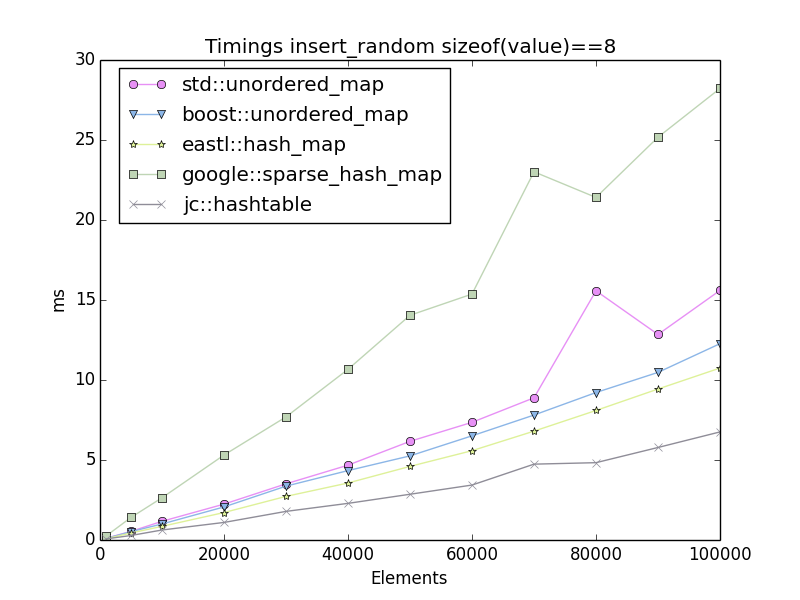 Timings insert_random sizeof(value)==8
30
25
20
15
10
5
0
ms
std::unordered_map
boost::unordered_map
eastl::hash_map
google::sparse_hash_map
jc::hashtable
0 20000 40000 60000 80000 100000
Elements